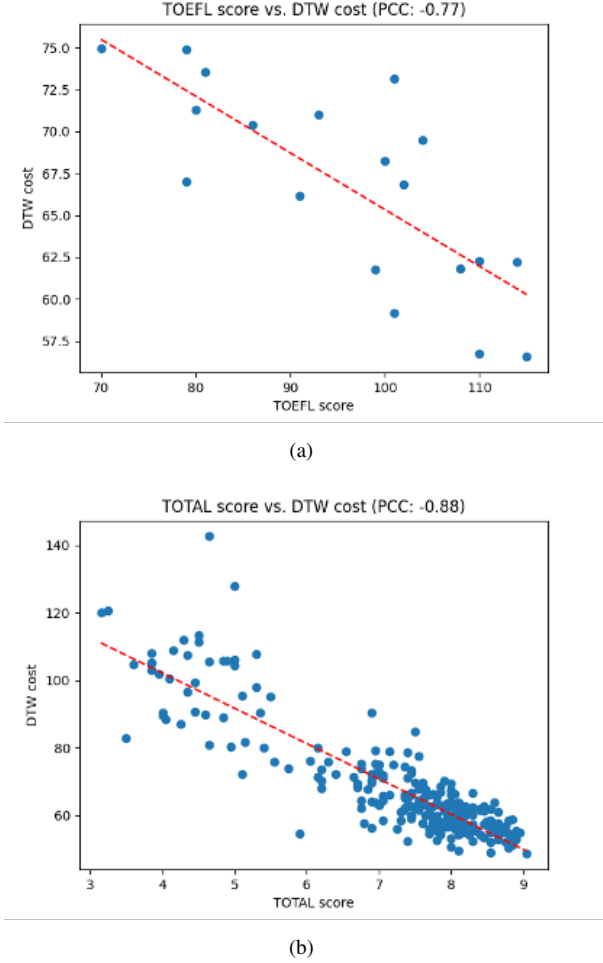 TOEFL score vs. DTW cost (PCC: -0.77)
75.0
72.5
70.0
67.5
65.0
62.5
60.0
57.5
DTW cost
70 80 90 100 110
TOEFL score
(a)
TOTAL score vs. DTW cost (PCC: -0.88)
140
120
100
80
60
DTW cost
3 4 5 6 7 8 9
TOTAL score
(b)